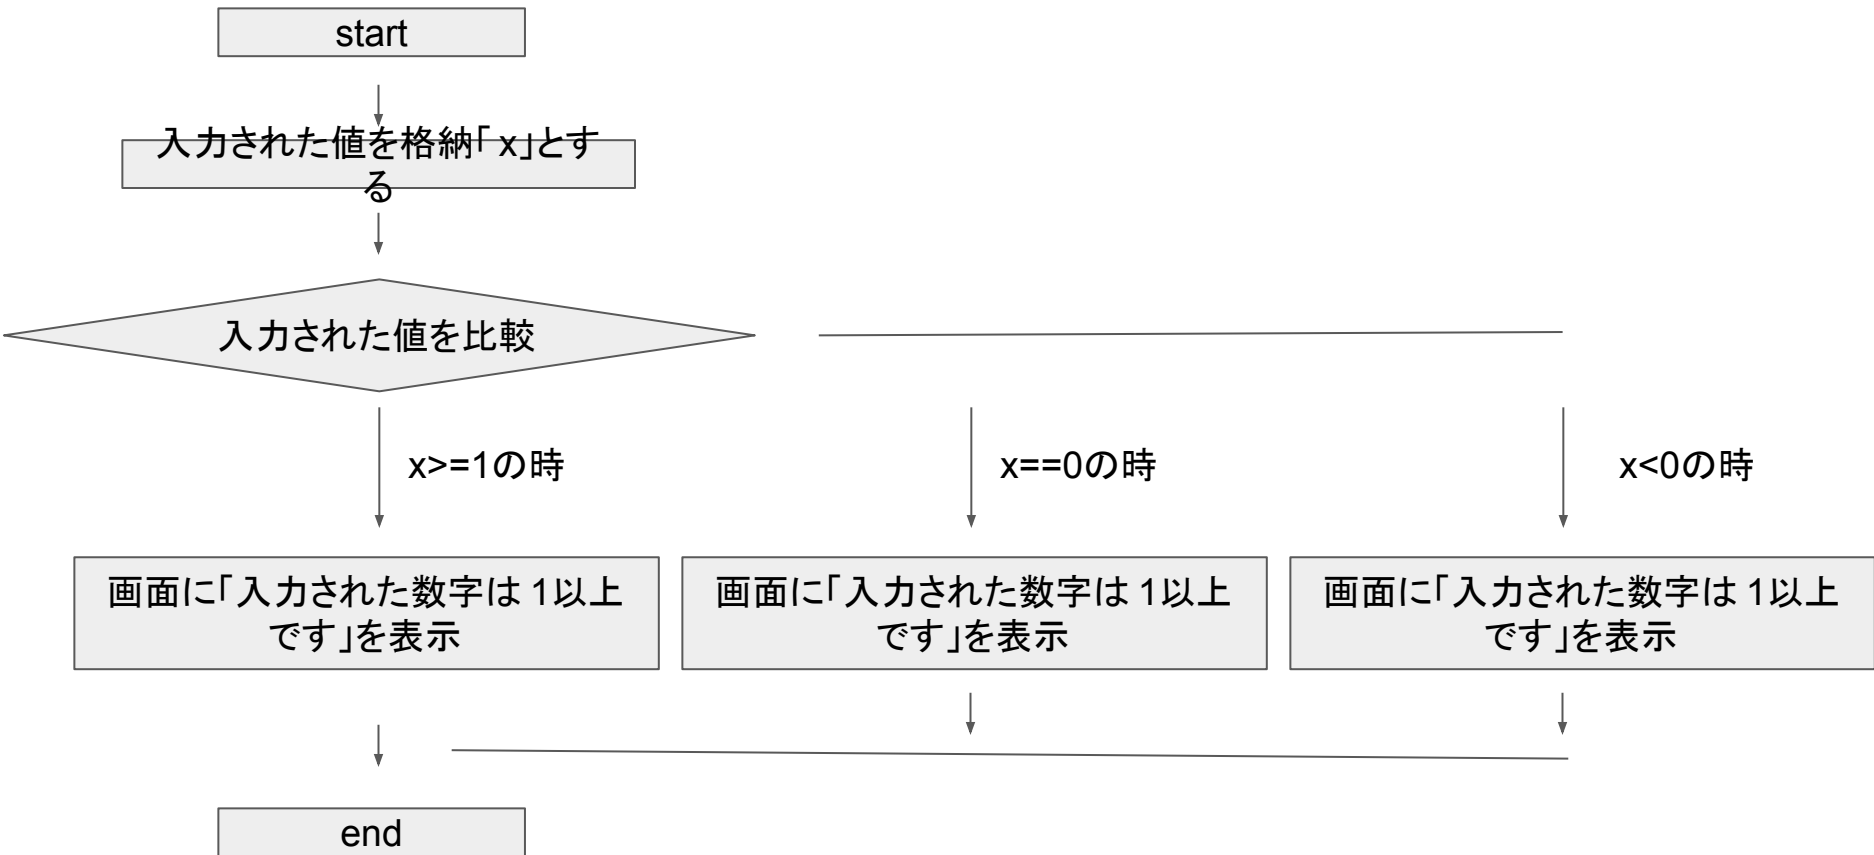 start
入力された値を格納「x」とす
る
入力された値を比較
x>=1の時
x==0の時
x<0の時
画面に「入力された数字は 1以上
です」を表示
画面に「入力された数字は 1以上
です」を表示
画面に「入力された数字は 1以上
です」を表示
end